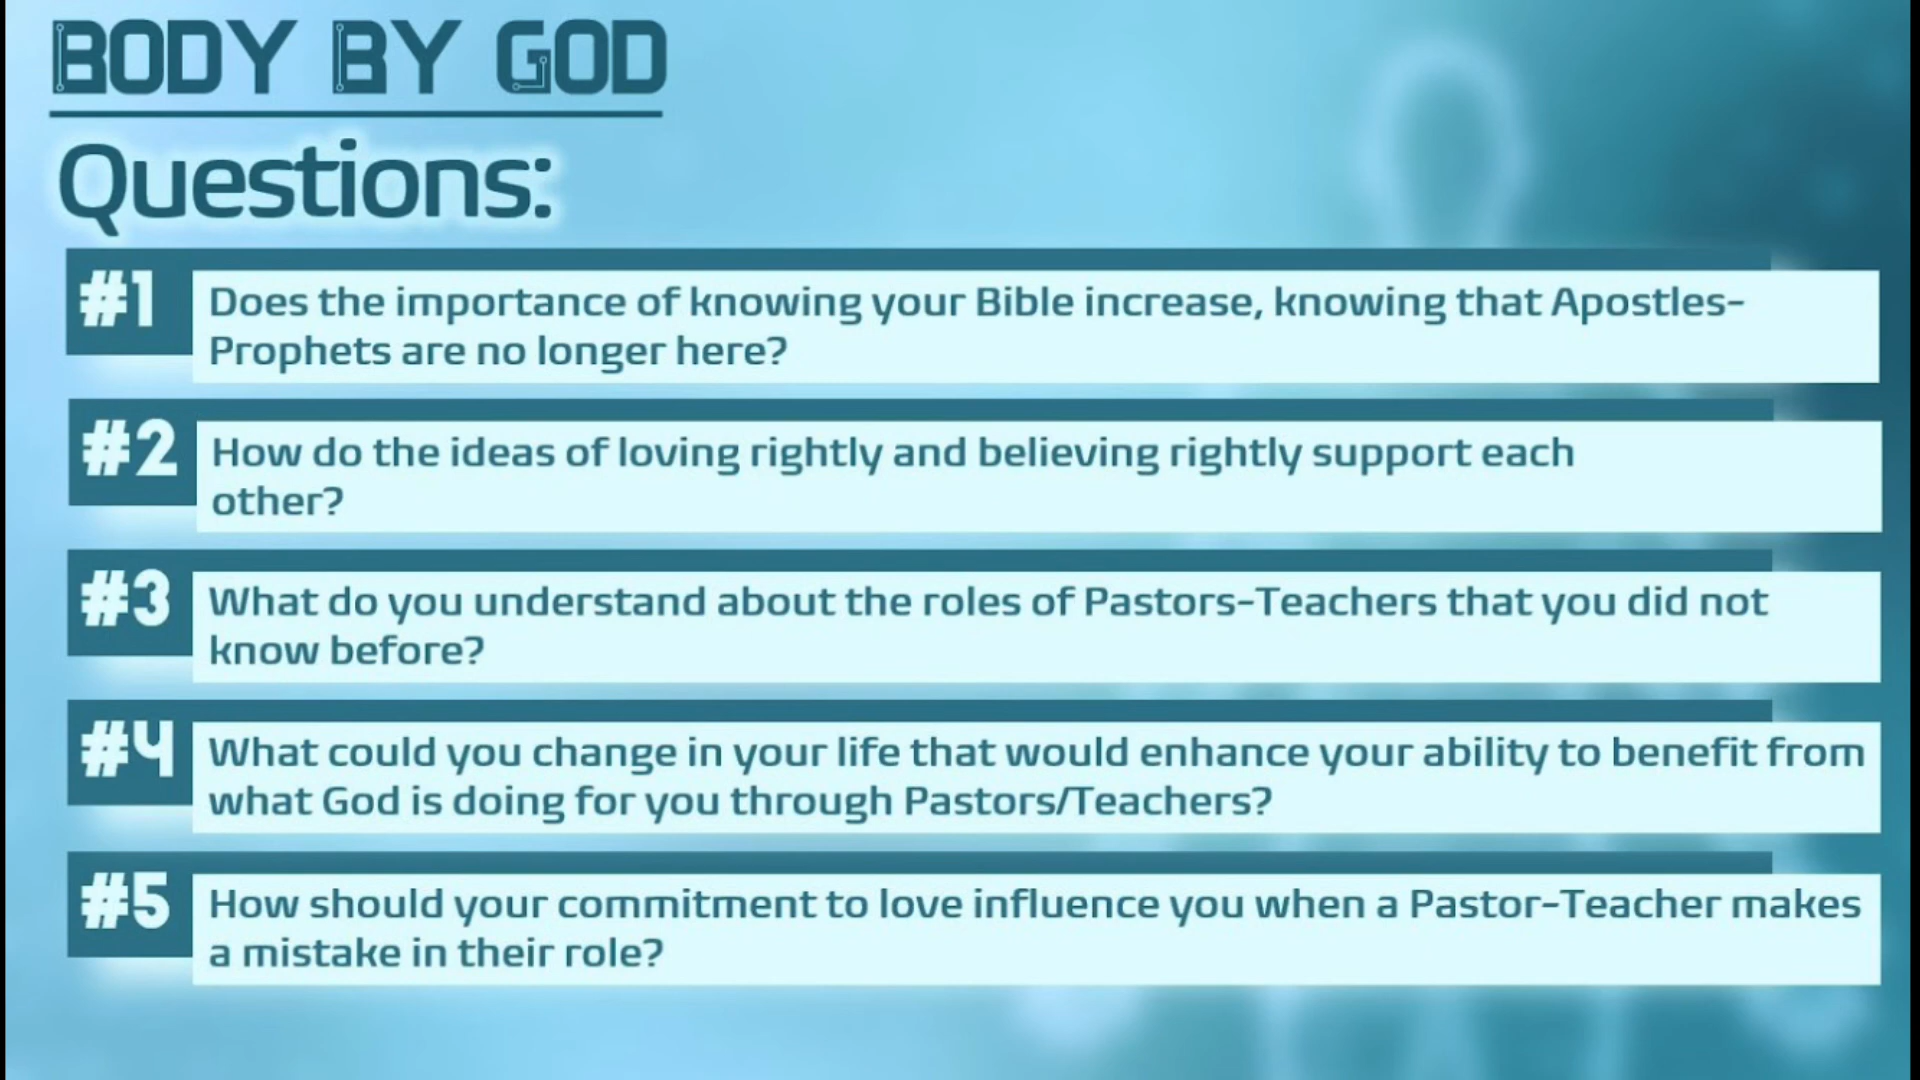 BODY BY GOD
Questions:
#1
Does the importance of knowing your Bible increase, knowing that Apostles-
Prophets are no longer here?
#2
How do the ideas of loving rightly and believing rightly support each
other?
#3
What do you understand about the roles of Pastors-Teachers that you did not
know before?
#4
What could you change in your life that would enhance your ability to benefit from
what God is doing for you through Pastors/Teachers?
#5
How should your commitment to love influence you when a Pastor-Teacher makes
a mistake in their role?